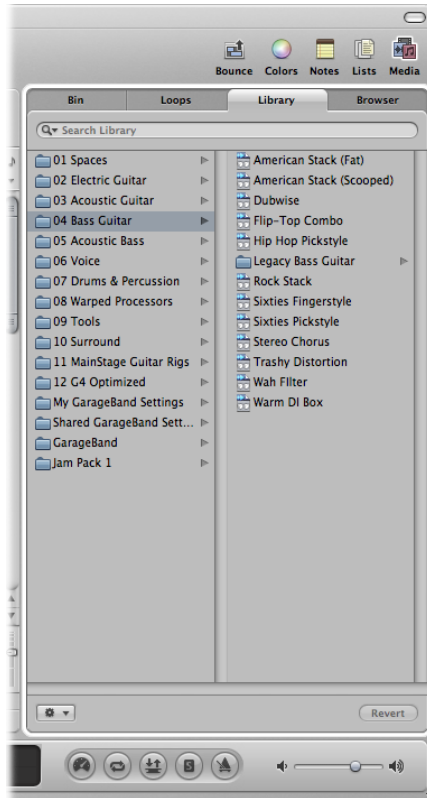 Bounce Colors Notes Lists Media
Bin Loops Library Browser
Search Library
01 Spaces
02 Electric Guitar
03 Acoustic Guitar
04 Bass Guitar
05 Acoustic Bass
06 Voice
07 Drums & Percussion
08 Warped Processors
09 Tools
10 Surround
11 MainStage Guitar Rigs
12 G4 Optimized
My GarageBand Settings
Shared GarageBand Sett...
GarageBand
Jam Pack 1
American Stack (Fat)
American Stack (Scooped)
Dubwise
Flip-Top Combo
Hip Hop Pickstyle
Legacy Bass Guitar
Rock Stack
Sixties Fingerstyle
Sixties Pickstyle
Stereo Chorus
Trashy Distortion
Wah FIlter
Warm DI Box
Revert
S